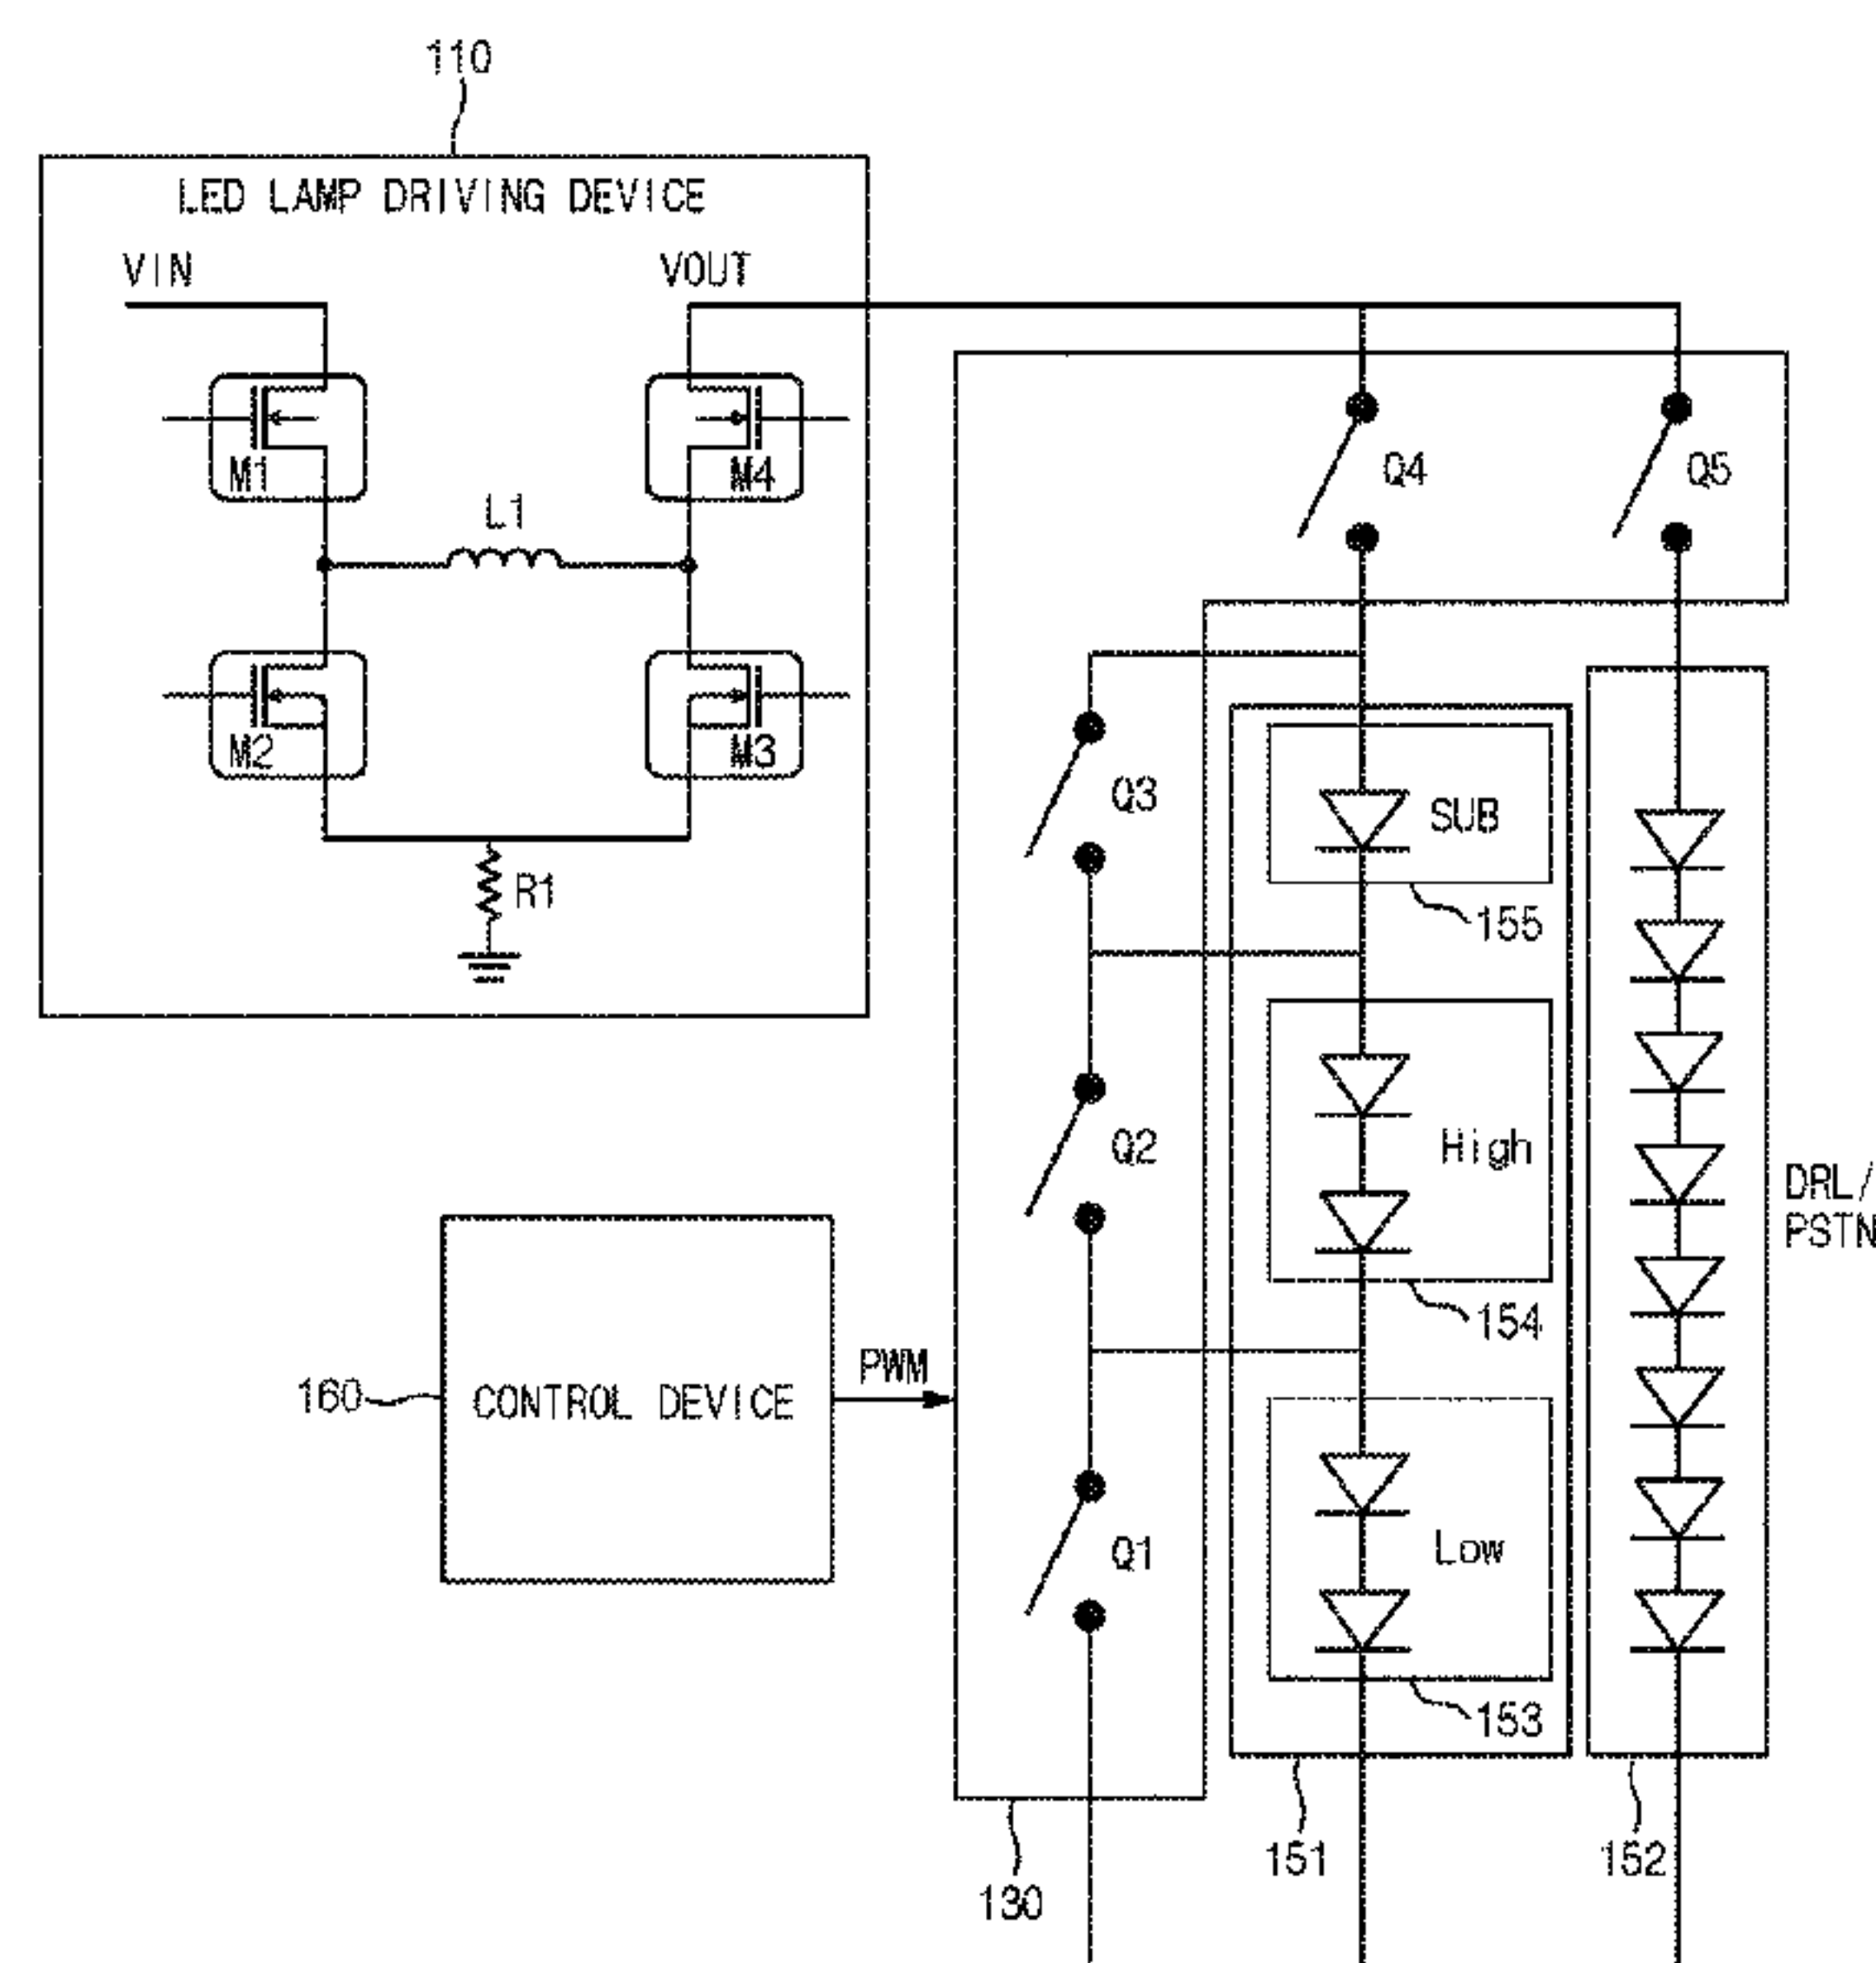 110
LED LAMP DRIVING DEVICE
VIN
VOUT
M1
M4
L1
M2
M3
R1
Q4
Q5
Q3
SUB
155
Q2
High
154
DRL/
PSTN
160
CONTROL DEVICE
PWM
Q1
Low
153
151
152
130